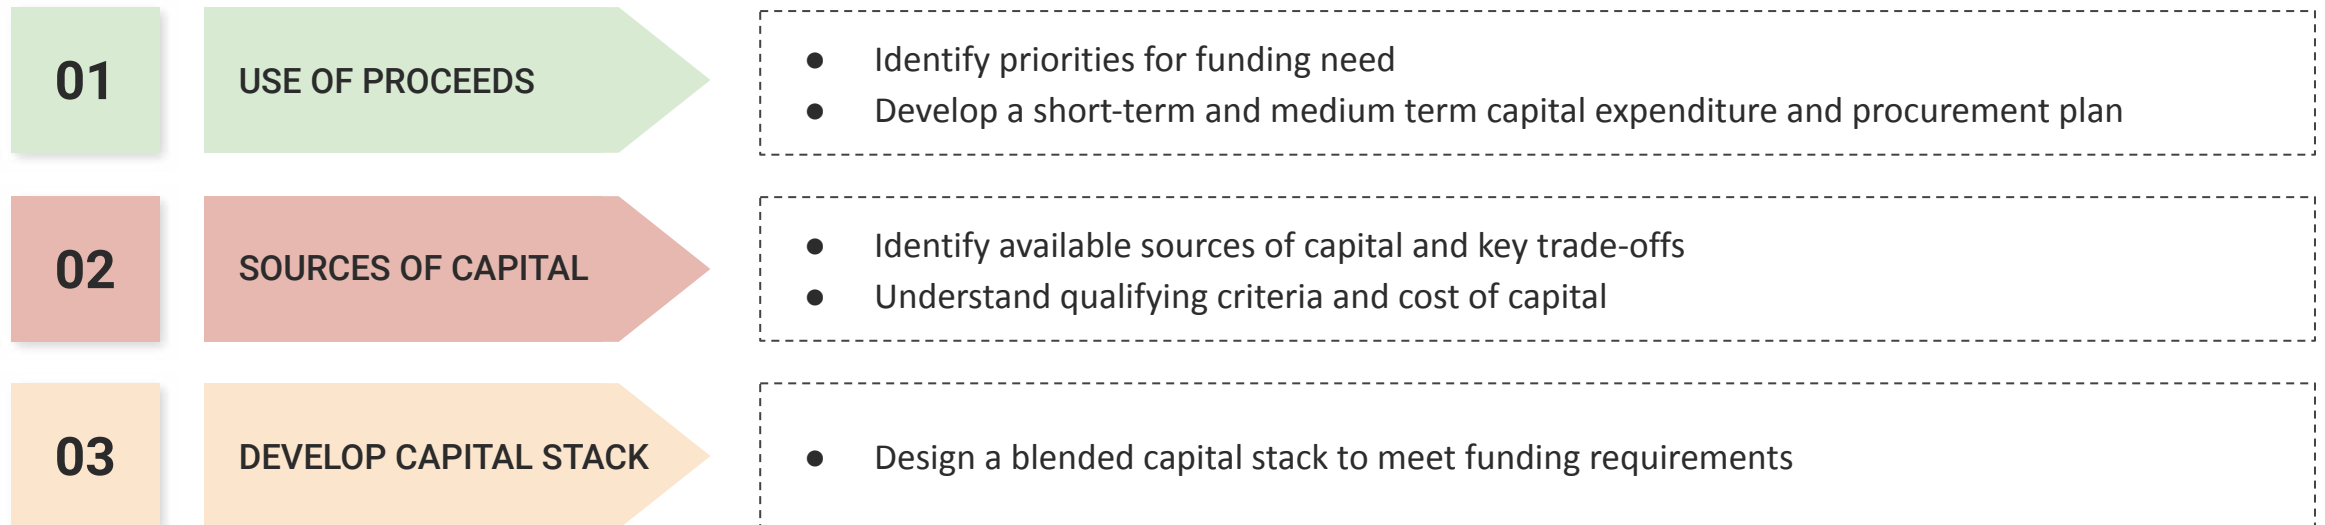 01
USE OF PROCEEDS
● Identify priorities for funding need
● Develop a short-term and medium term capital expenditure and procurement plan
02
SOURCES OF CAPITAL
● Identify available sources of capital and key trade-offs
● Understand qualifying criteria and cost of capital
03
DEVELOP CAPITAL STACK
● Design a blended capital stack to meet funding requirements